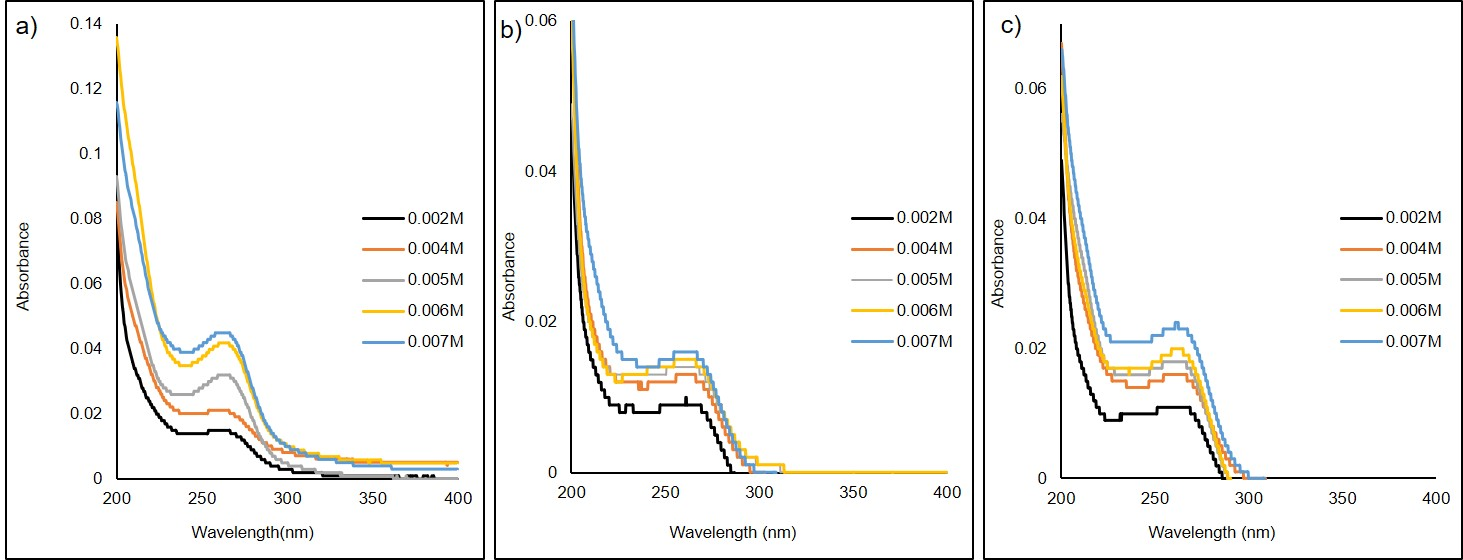 a)
0.14
0.12
0.1
0.08
0.06
0.04
0.02
0
200 250 300 350 400
Absorbance
Wavelength(nm)
0.002M
0.004M
0.005M
0.006M
0.007M
b)
0.06
0.04
0.02
0
200 250 300 350 400
Absorbance
Wavelength (nm)
0.002M
0.004M
0.005M
0.006M
0.007M
c)
0.06
0.04
0.02
0
200 250 300 350 400
Absorbance
Wavelength (nm)
0.002M
0.004M
0.005M
0.006M
0.007M